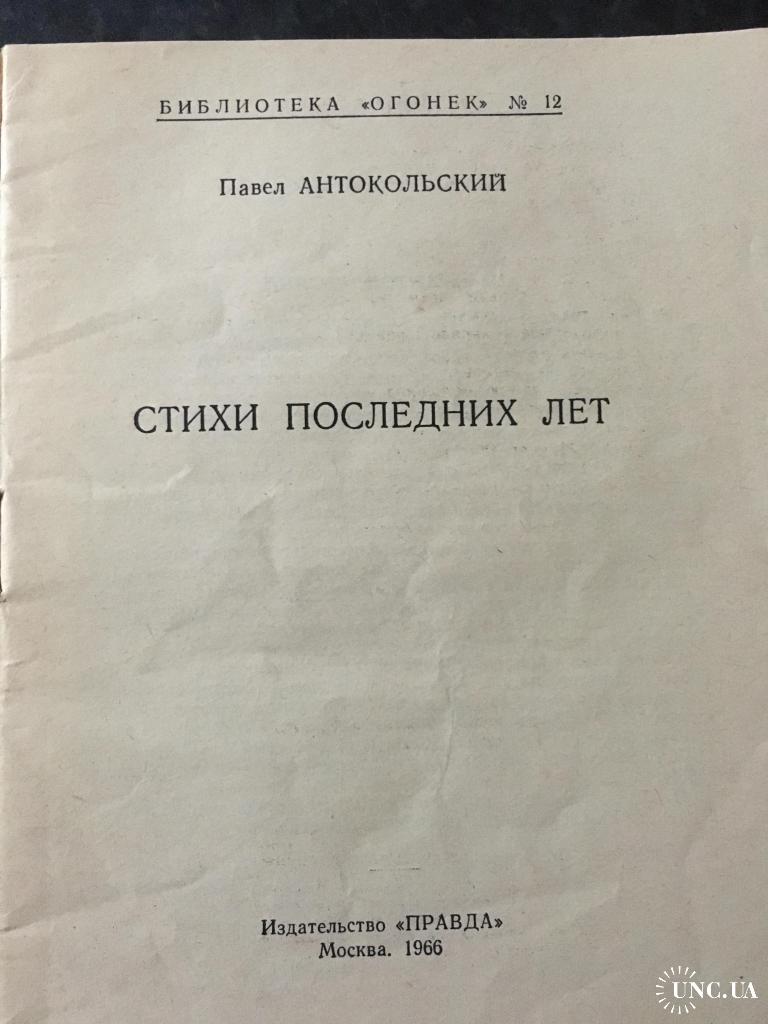 БИБЛИОТЕКА «ОГОНЕК» № 12
Павел АНТОКОЛЬСКИЙ
СТИХИ ПОСЛЕДНИХ ЛЕТ
Издательство «ПРАВДА»
Москва. 1966
UNC.UA